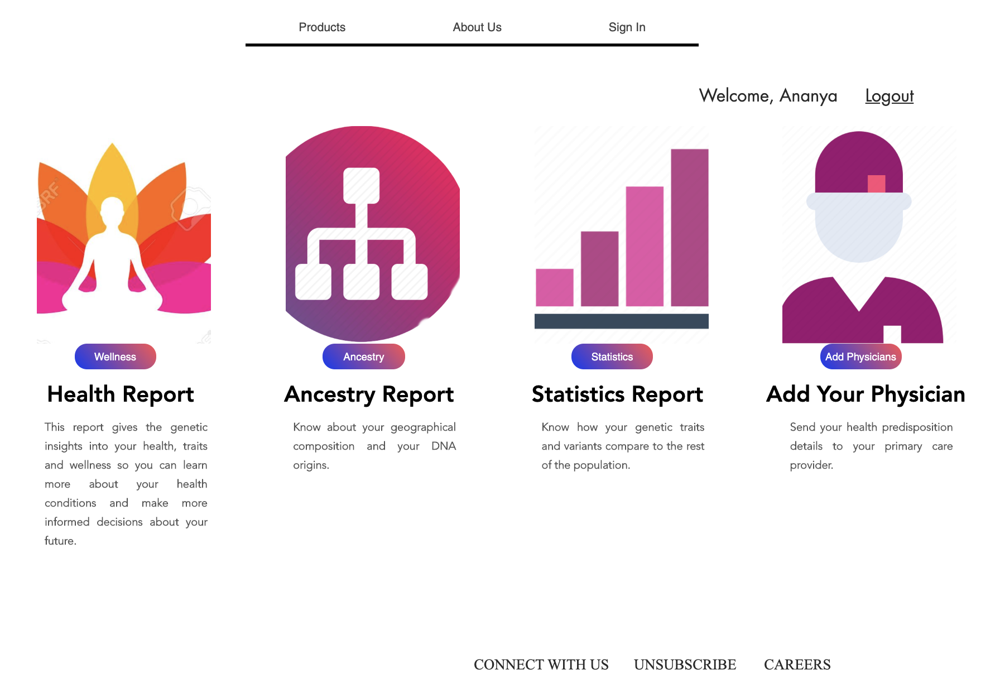 Products About Us Sign In
Welcome, Ananya Logout
Wellness
Health Report
This report gives the genetic
insights into your health, traits
and wellness so you can learn
more about your health
conditions and make more
informed decisions about your
future.
Ancestry
Ancestry Report
Know about your geographical
composition and your DNA
origins.
Statistics
Statistics Report
Know how your genetic traits
and variants compare to the rest
of the population.
Add Physicians
Add Your Physician
Send your health predisposition
details to your primary care
provider.
CONNECT WITH US UNSUBSCRIBE CAREERS